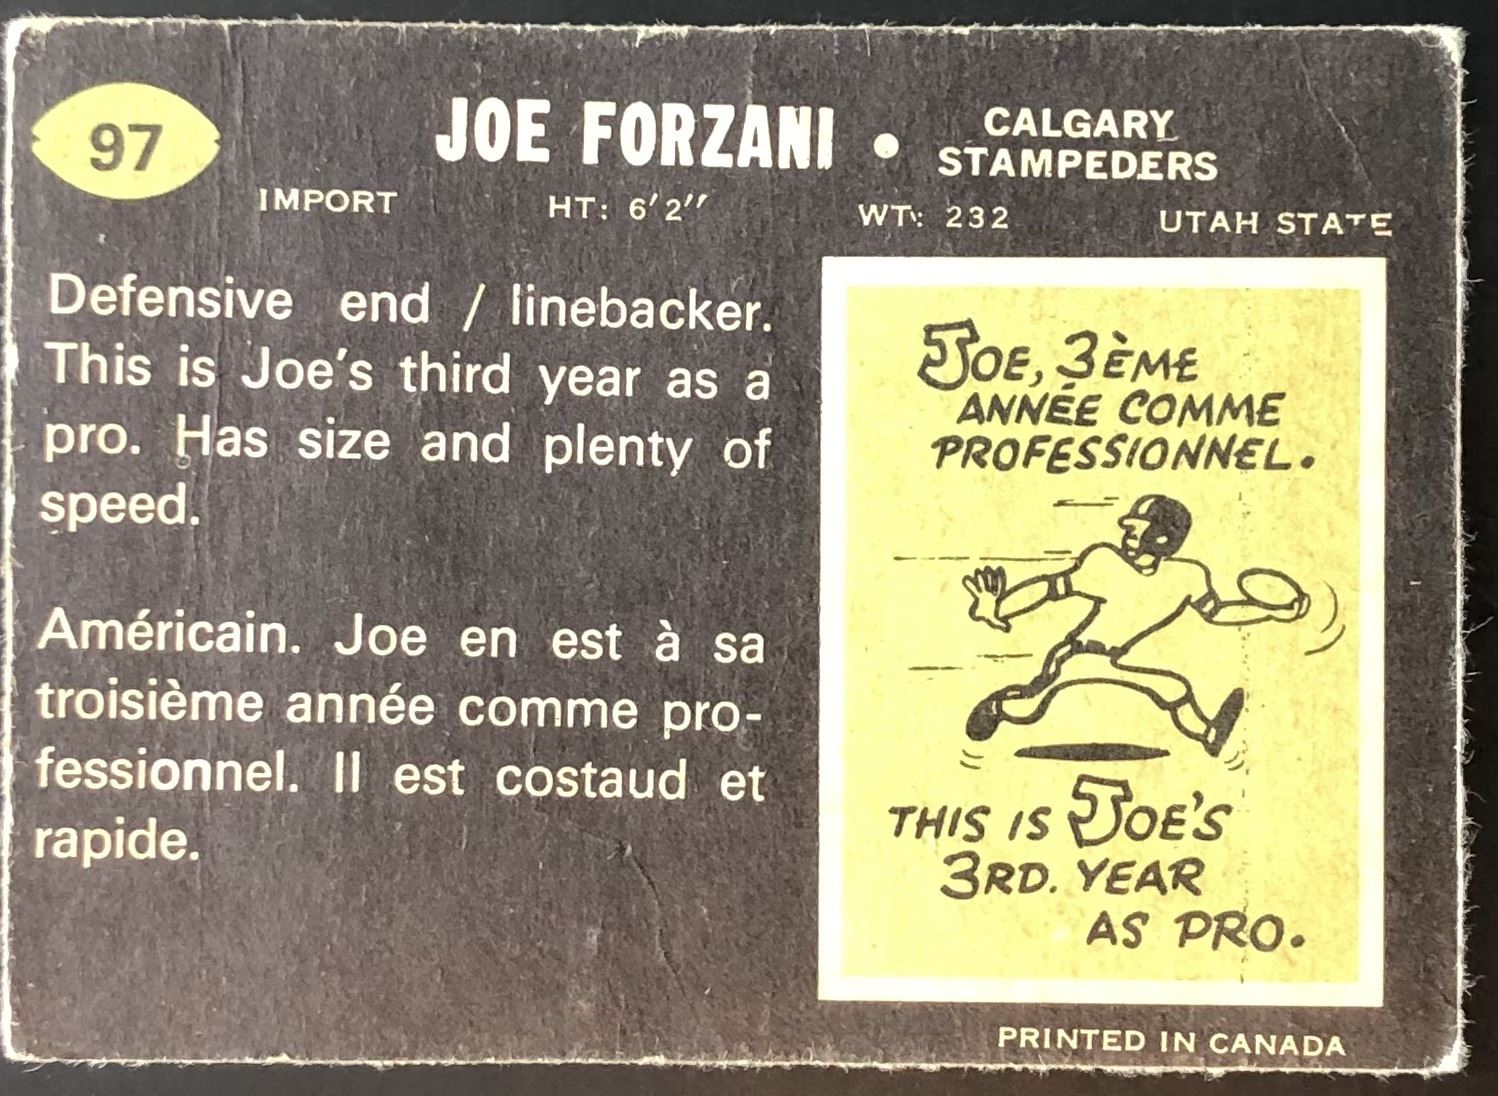 97
JOE FORZANI • CALGARY STAMPEDERS
IMPORT HT: 6'2" WT: 232 UTAH STATE
Defensive end / linebacker.
This is Joe's third year as a
pro. Has size and plenty of
speed.
Américain. Joe en est à sa
troisième année comme pro-
fessionnel. Il est costaud et
rapide.
JOE, 3ÈME
ANNÉE COMME
PROFESSIONNEL.
THIS IS JOE'S
3RD. YEAR
AS PRO.
PRINTED IN CANADA